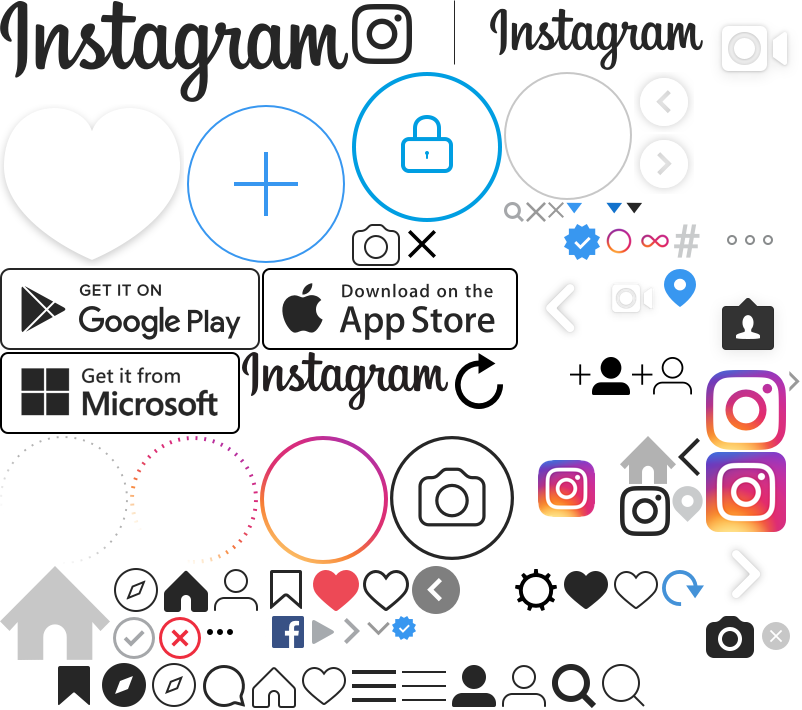 Instagram
Instagram
GET IT ON
Google Play
Download on the
App Store
Get it from
Microsoft
Instagram